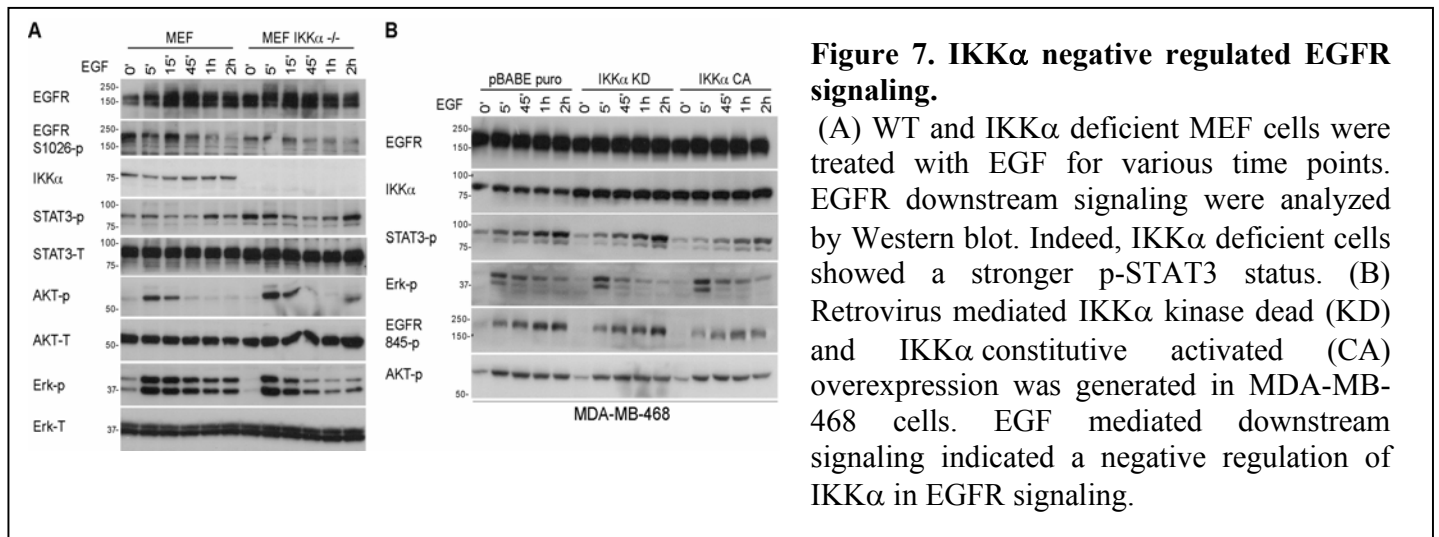 A
MEF MEF IKKα -/-
EGF 0' 5' 15' 45' 1h 2h 0' 5' 15' 45' 1h 2h
EGFR 250- 150-
EGFR S1026-p 250- 150-
IKKα 75-
STAT3-p 100- 75-
STAT3-T 100- 75-
AKT-p 75- 50-
AKT-T 50-
Erk-p 37-
Erk-T 37-
B
pBABE puro IKKα KD IKKα CA
EGF 0' 5' 45' 1h 2h 0' 5' 45' 1h 2h 0' 5' 45' 1h 2h
EGFR 250- 150-
IKKα 100- 75-
STAT3-p 100- 75-
Erk-p 37-
EGFR 845-p 250- 150-
AKT-p 50-
MDA-MB-468
Figure 7. IKKα negative regulated EGFR
signaling.
(A) WT and IKKα deficient MEF cells were
treated with EGF for various time points.
EGFR downstream signaling were analyzed
by Western blot. Indeed, IKKα deficient cells
showed a stronger p-STAT3 status. (B)
Retrovirus mediated IKKα kinase dead (KD)
and IKKα constitutive activated (CA)
overexpression was generated in MDA-MB-
468 cells. EGF mediated downstream
signaling indicated a negative regulation of
IKKα in EGFR signaling.